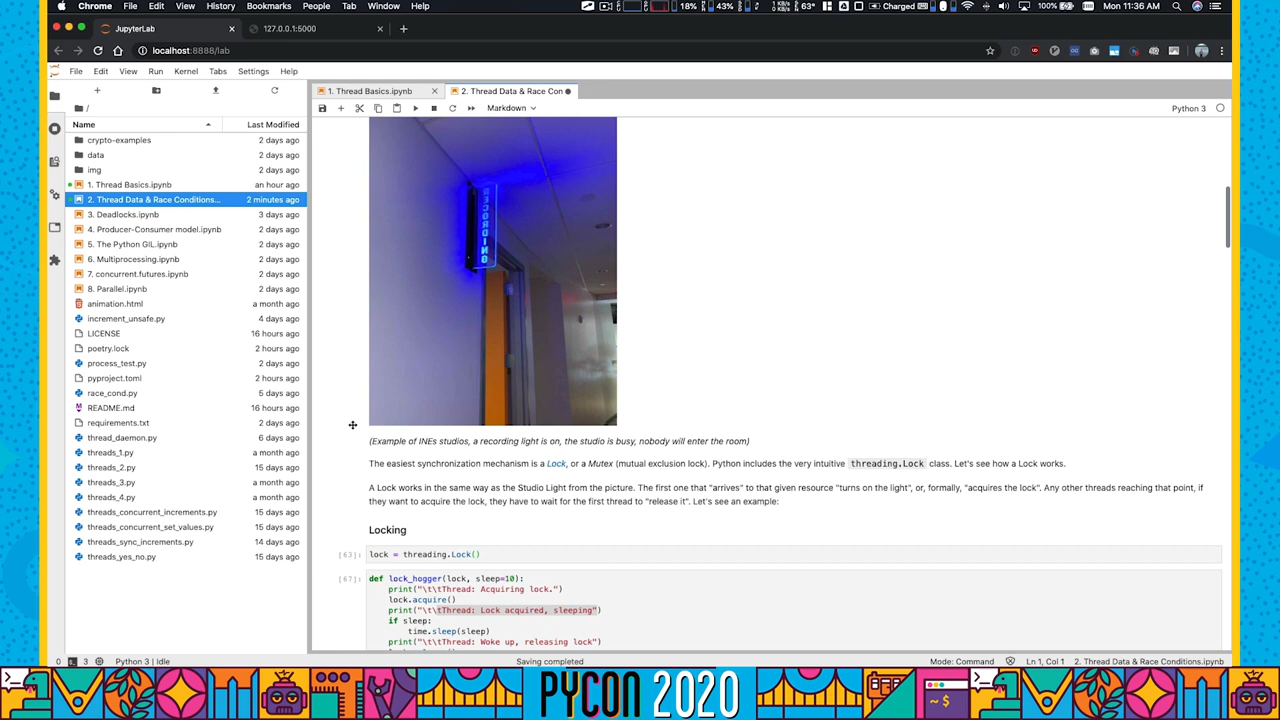 Chrome File Edit View History Bookmarks People Tab Window Help 18% 43% 63° Charged 100% Mon 11:36 AM
JupyterLab 127.0.0.1:5000
localhost:8888/lab
File Edit View Run Kernel Tabs Settings Help
1. Thread Basics.ipynb 2. Thread Data & Race Con
Markdown Python 3
/
Name Last Modified
crypto-examples 2 days ago
data 2 days ago
img 2 days ago
1. Thread Basics.ipynb an hour ago
2. Thread Data & Race Conditions... 2 minutes ago
3. Deadlocks.ipynb 3 days ago
4. Producer-Consumer model.ipynb 2 days ago
5. The Python GIL.ipynb 2 days ago
6. Multiprocessing.ipynb 2 days ago
7. concurrent.futures.ipynb 2 days ago
8. Parallel.ipynb 2 days ago
animation.html a month ago
increment_unsafe.py 4 days ago
LICENSE 16 hours ago
poetry.lock 2 hours ago
process_test.py 2 days ago
pyproject.toml 2 hours ago
race_cond.py 5 days ago
README.md 16 hours ago
requirements.txt 2 days ago
thread_daemon.py 6 days ago
threads_1.py a month ago
threads_2.py 15 days ago
threads_3.py a month ago
threads_4.py a month ago
threads_concurrent_increments.py 15 days ago
threads_concurrent_set_values.py 15 days ago
threads_sync_increments.py 14 days ago
threads_yes_no.py 15 days ago
RECORDING
(Example of INEs studios, a recording light is on, the studio is busy, nobody will enter the room)
The easiest synchronization mechanism is a Lock, or a Mutex (mutual exclusion lock). Python includes the very intuitive threading.Lock class. Let's see how a Lock works.
A Lock works in the same way as the Studio Light from the picture. The first one that "arrives" to that given resource "turns on the light", or, formally, "acquires the lock". Any other threads reaching that point, if
they want to acquire the lock, they have to wait for the first thread to "release it". Let's see an example:
Locking
[63]: lock = threading.Lock()
[67]: def lock_hogger(lock, sleep=10):
print("\t\tThread: Acquiring lock.")
lock.acquire()
print("\t\tThread: Lock acquired, sleeping")
if sleep:
time.sleep(sleep)
print("\t\tThread: Woke up, releasing lock")
0 3 Python 3 | Idle Saving completed Mode: Command Ln 1, Col 1 2. Thread Data & Race Conditions.ipynb
PYCON 2020
~$